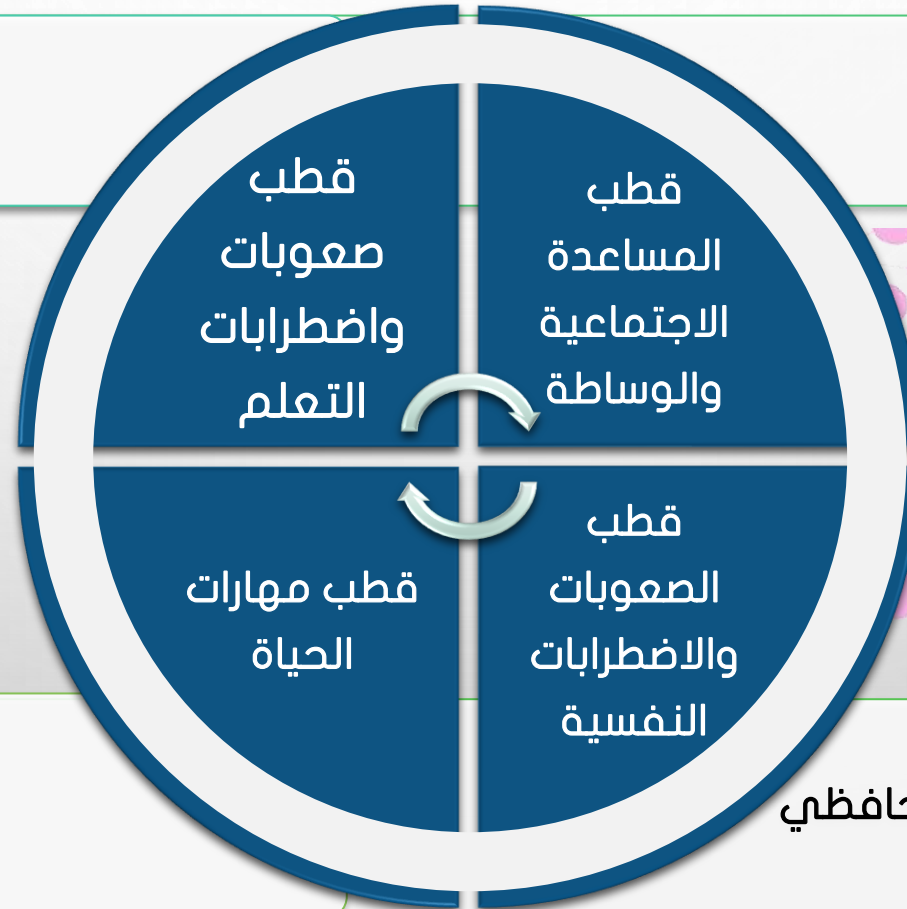 قطب
المساعدة
الاجتماعية
والوساطة
قطب
صعوبات
واضطرابات
التعلم
قطب
الصعوبات
والاضطرابات
النفسية
قطب مهارات
الحياة